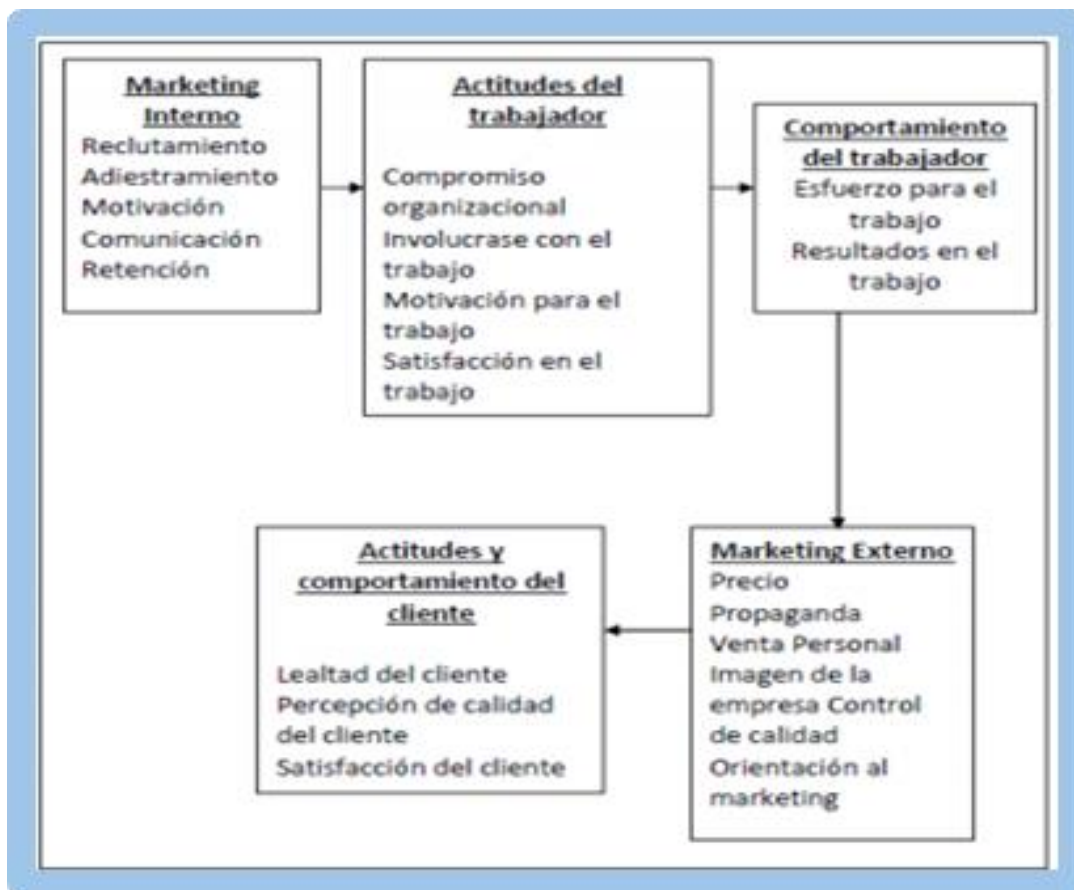 Marketing
Interno
Reclutamiento
Adiestramiento
Motivación
Comunicación
Retención
Actitudes del
trabajador
Compromiso
organizacional
Involucrase con el
trabajo
Motivación para el
trabajo
Satisfacción en el
trabajo
Comportamiento
del trabajador
Esfuerzo para el
trabajo
Resultados en el
trabajo
Actitudes y
comportamiento del
cliente
Lealtad del cliente
Percepción de calidad
del cliente
Satisfacción del cliente
Marketing Externo
Precio
Propaganda
Venta Personal
Imagen de la
empresa Control
de calidad
Orientación al
marketing